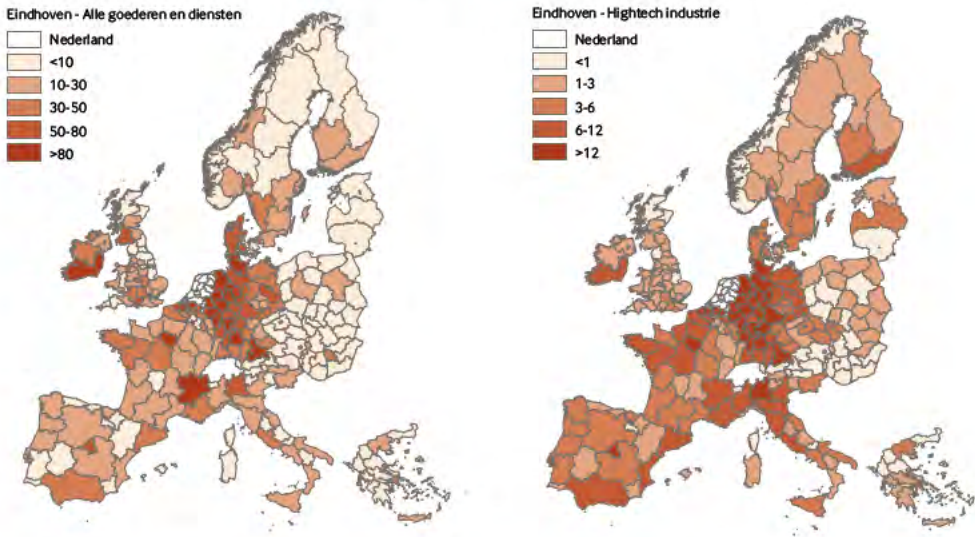 Eindhoven - Alle goederen en diensten
Nederland
<10
10-30
30-50
50-80
>80
Eindhoven - Hightech industrie
Nederland
<1
1-3
3-6
6-12
>12